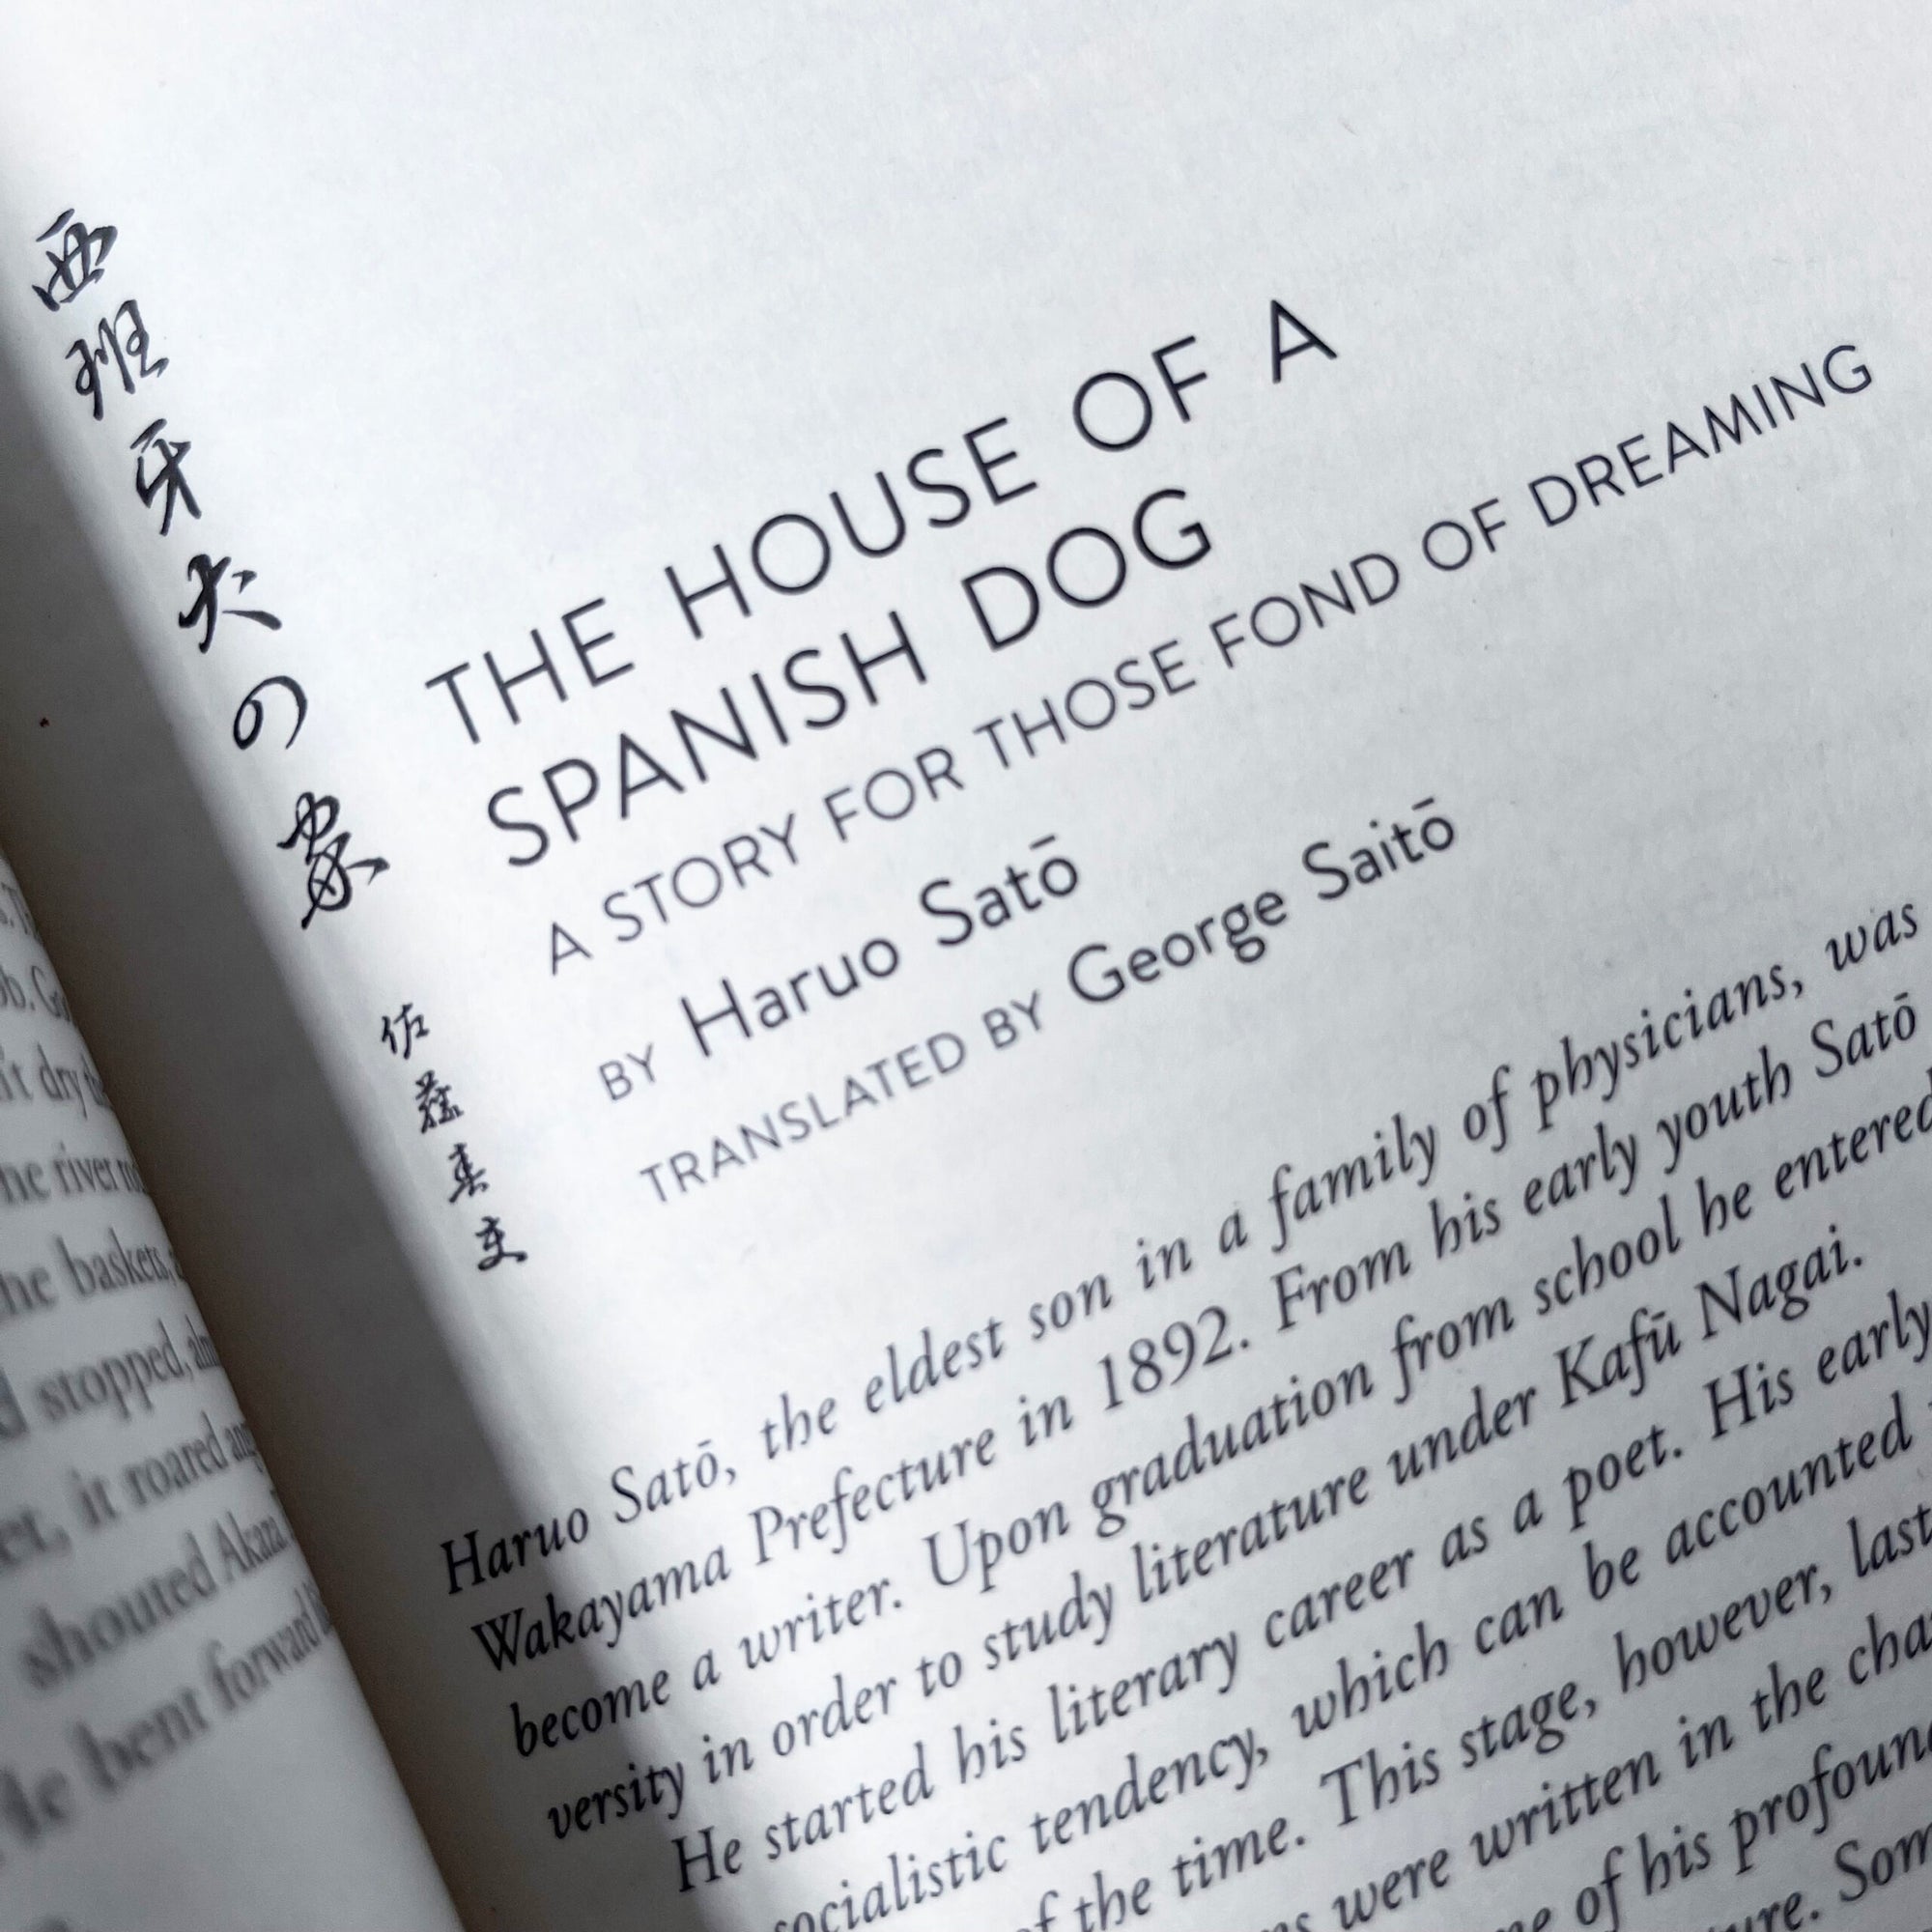 西班牙犬の家
佐藤春夫
THE HOUSE OF A
SPANISH DOG
A STORY FOR THOSE FOND OF DREAMING
BY Haruo Satō
TRANSLATED BY George Saitō
Haruo Satō, the eldest son in a family of physicians, was
Wakayama Prefecture in 1892. From his early youth Satō
become a writer. Upon graduation from school he entered
versity in order to study literature under Kafū Nagai.
He started his literary career as a poet. His early
socialistic tendency, which can be accounted
of the time. This stage, however, last
were written in the cha
of his profoun
Som
he river
he baskets,
stopped,
it roared
shouted Akaza
He bent forward